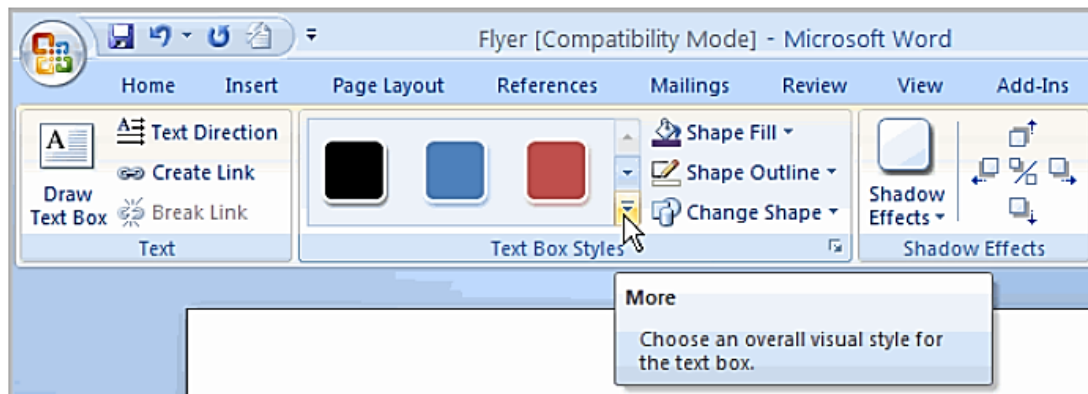 Flyer [Compatibility Mode] - Microsoft Word
Home Insert Page Layout References Mailings Review View Add-Ins
A
Draw
Text Box
A Text Direction
Create Link
Break Link
Text
Shape Fill
Shape Outline
Change Shape
Text Box Styles
Shadow
Effects
Shadow Effects
More
Choose an overall visual style for
the text box.